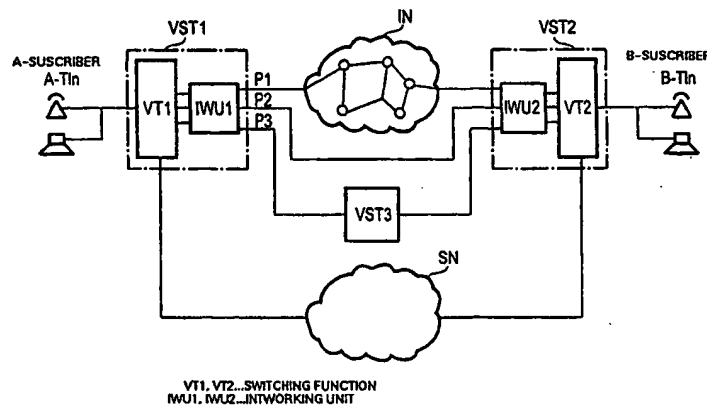 IN
VST1
VST2
A-SUSCRIBER
A-Tln
B-SUSCRIBER
B-Tln
VT1
IWU1
P1
P2
P3
IWU2
VT2
VST3
SN
VT1, VT2...SWITCHING FUNCTION
IWU1, IWU2...INTWORKING UNIT